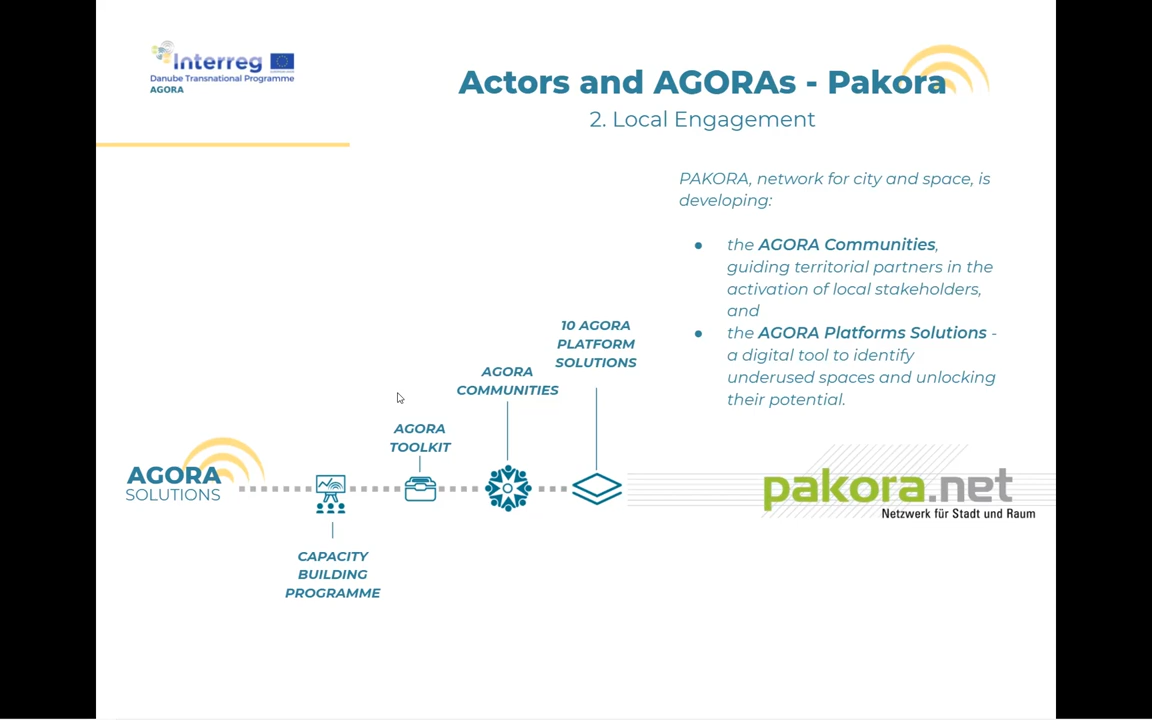 Interreg
Danube Transnational Programme
AGORA
Actors and AGORAs - Pakora
2. Local Engagement
PAKORA, network for city and space, is
developing:
● the AGORA Communities,
guiding territorial partners in the
activation of local stakeholders,
and
● the AGORA Platforms Solutions -
a digital tool to identify
underused spaces and unlocking
their potential.
10 AGORA
PLATFORM
SOLUTIONS
AGORA
COMMUNITIES
AGORA
TOOLKIT
AGORA
SOLUTIONS
CAPACITY
BUILDING
PROGRAMME
pakora.net
Netzwerk für Stadt und Raum